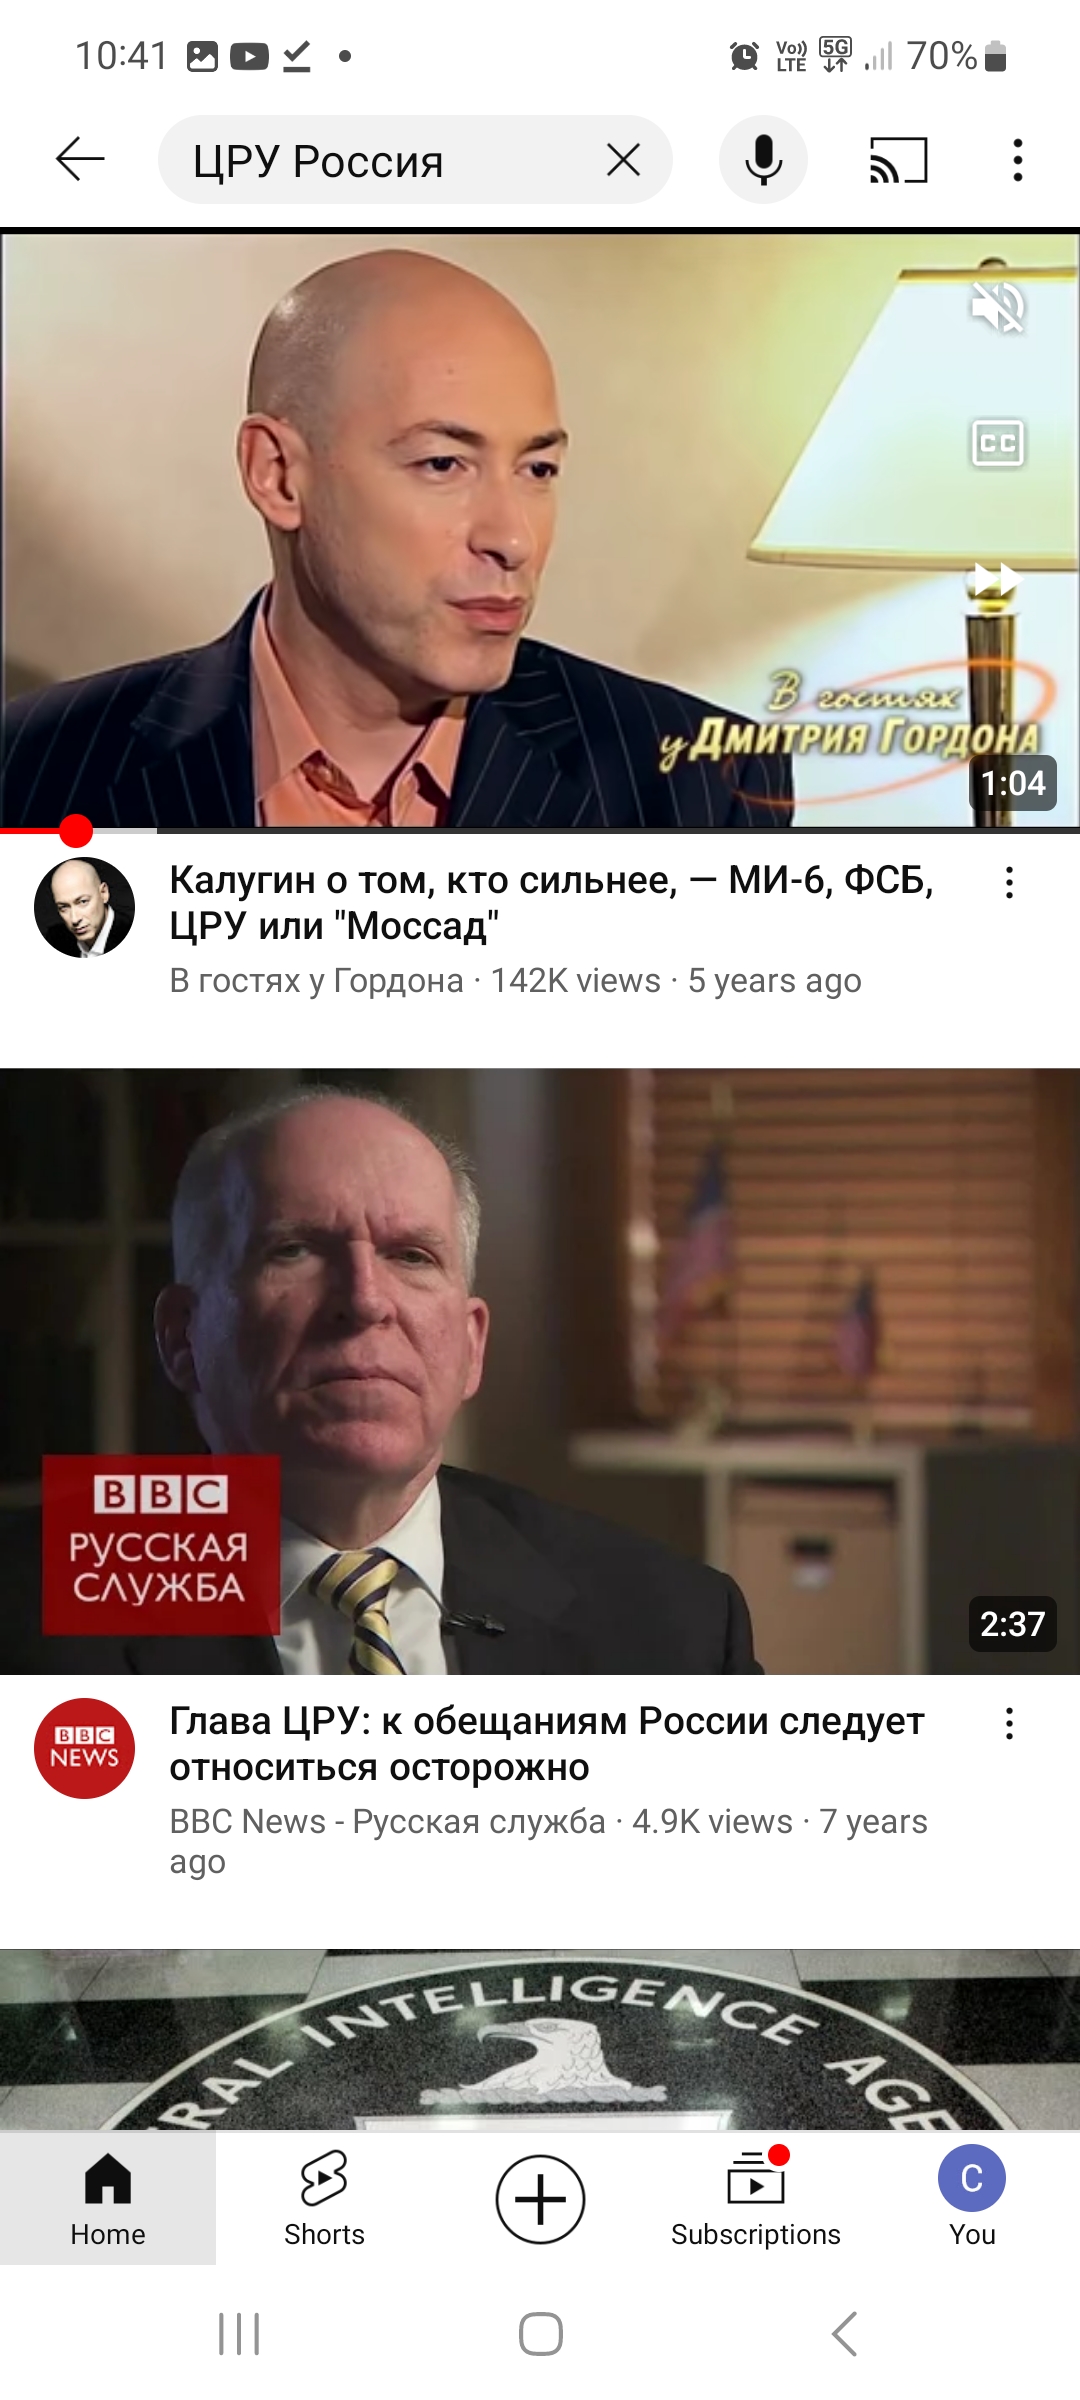 10:41
Vo)) LTE 5G 70%
ЦРУ Россия
CC
В гостях
у ДМИТРИЯ ГОРДОНА
1:04
Калугин о том, кто сильнее, — МИ-6, ФСБ,
ЦРУ или "Моссад"
В гостях у Гордона · 142K views · 5 years ago
BBC
РУССКАЯ
СЛУЖБА
2:37
BBC
NEWS
Глава ЦРУ: к обещаниям России следует
относиться осторожно
BBC News - Русская служба · 4.9K views · 7 years
ago
RAL INTELLIGENCE AGE
Home
Shorts
Subscriptions
C
You